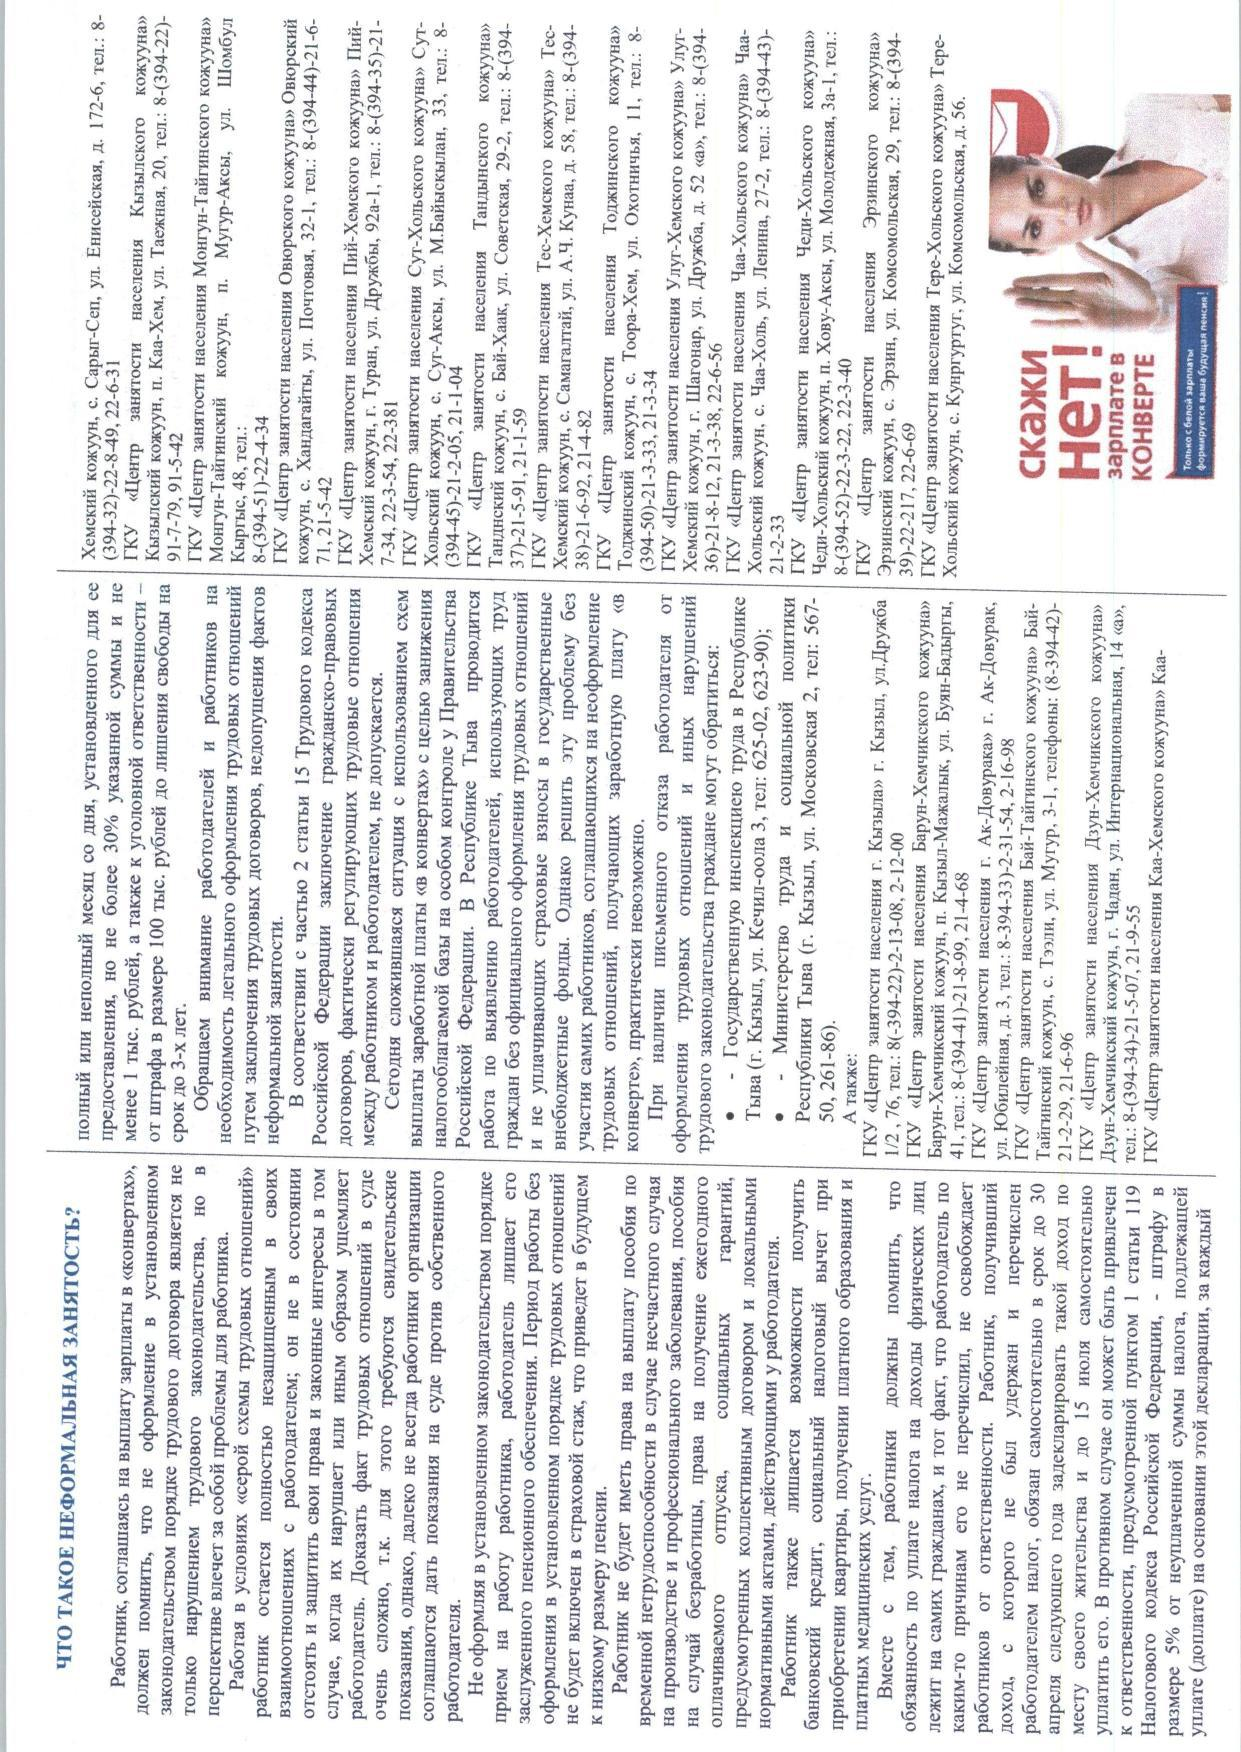 ЧТО ТАКОЕ НЕФОРМАЛЬНАЯ ЗАНЯТОСТЬ?
Работник, соглашаясь на выплату зарплаты в «конвертах»,
должен помнить, что не оформление в установленном
законодательством порядке трудового договора является не
только нарушением трудового законодательства, но в
перспективе влечет за собой проблемы для работника.
Работая в условиях «серой схемы трудовых отношений»
работник остается полностью незащищенным в своих
взаимоотношениях с работодателем; он не в состоянии
отстоять и защитить свои права и законные интересы в том
случае, когда их нарушает или иным образом ущемляет
работодатель. Доказать факт трудовых отношений в суде
очень сложно, т.к. для этого требуются свидетельские
показания, однако, далеко не всегда работники организации
соглашаются дать показания на суде против собственного
работодателя.
Не оформляя в установленном законодательством порядке
прием на работу работника, работодатель лишает его
заслуженного пенсионного обеспечения. Период работы без
оформления в установленном порядке трудовых отношений
не будет включен в страховой стаж, что приведет в будущем
к низкому размеру пенсии.
Работник не будет иметь права на выплату пособия по
временной нетрудоспособности в случае несчастного случая
на производстве и профессионального заболевания, пособия
на случай безработицы, права на получение ежегодного
оплачиваемого отпуска, социальных гарантий,
предусмотренных коллективным договором и локальными
нормативными актами, действующими у работодателя.
Работник также лишается возможности получить
банковский кредит, социальный налоговый вычет при
приобретении квартиры, получении платного образования и
платных медицинских услуг.
Вместе с тем, работники должны помнить, что
обязанность по уплате налога на доходы физических лиц
лежит на самих гражданах, и тот факт, что работодатель по
каким-то причинам его не перечислил, не освобождает
работников от ответственности. Работник, получивший
доход, с которого не был удержан и перечислен
работодателем налог, обязан самостоятельно в срок до 30
апреля следующего года задекларировать такой доход по
месту своего жительства и до 15 июля самостоятельно
уплатить его. В противном случае он может быть привлечен
к ответственности, предусмотренной пунктом 1 статьи 119
Налогового кодекса Российской Федерации, - штрафу в
размере 5% от неуплаченной суммы налога, подлежащей
уплате (доплате) на основании этой декларации, за каждый
полный или неполный месяц со дня, установленного для ее
предоставления, но не более 30% указанной суммы и не
менее 1 тыс. рублей, а также к уголовной ответственности –
от штрафа в размере 100 тыс. рублей до лишения свободы на
срок до 3-х лет.
Обращаем внимание работодателей и работников на
необходимость легального оформления трудовых отношений
путем заключения трудовых договоров, недопущения фактов
неформальной занятости.
В соответствии с частью 2 статьи 15 Трудового кодекса
Российской Федерации заключение гражданско-правовых
договоров, фактически регулирующих трудовые отношения
между работником и работодателем, не допускается.
Сегодня сложившаяся ситуация с использованием схем
выплаты заработной платы «в конвертах» с целью занижения
налогооблагаемой базы на особом контроле у Правительства
Российской Федерации. В Республике Тыва проводится
работа по выявлению работодателей, использующих труд
граждан без официального оформления трудовых отношений
и не уплачивающих страховые взносы в государственные
внебюджетные фонды. Однако решить эту проблему без
участия самих работников, соглашающихся на неоформление
трудовых отношений, получающих заработную плату «в
конверте», практически невозможно.
При наличии письменного отказа работодателя от
оформления трудовых отношений и иных нарушений
трудового законодательства граждане могут обратиться:
• - Государственную инспекцию труда в Республике
Тыва (г. Кызыл, ул. Кечил-оола 3, тел: 625-02, 623-90);
• - Министерство труда и социальной политики
Республики Тыва (г. Кызыл, ул. Московская 2, тел: 567-
50, 261-86).
А также:
ГКУ «Центр занятости населения г. Кызыла» г. Кызыл, ул.Дружба
1/2 , 76, тел.: 8(-394-22)-2-13-08, 2-12-00
ГКУ «Центр занятости населения Барун-Хемчикского кожууна»
Барун-Хемчикский кожуун, п. Кызыл-Мажалык, ул. Буян-Бадыргы,
41, тел.: 8-(394-41)-21-8-99, 21-4-68
ГКУ «Центр занятости населения г. Ак-Довурака» г. Ак-Довурак,
ул. Юбилейная, д. 3, тел.: 8-394-33)-2-31-54, 2-16-98
ГКУ «Центр занятости населения Бай-Тайгинского кожууна» Бай-
Тайгинский кожуун, с. Тээли, ул. Мугур, 3-1, телефоны: (8-394-42)-
21-2-29, 21-6-96
ГКУ «Центр занятости населения Дзун-Хемчикского кожууна»
Дзун-Хемчикский кожуун, г. Чадан, ул. Интернациональная, 14 «а»,
тел.: 8-(394-34)-21-5-07, 21-9-55
ГКУ «Центр занятости населения Каа-Хемского кожууна» Каа-
Хемский кожуун, с. Сарыг-Сеп, ул. Енисейская, д. 172-6, тел.: 8-
(394-32)-22-8-49, 22-6-31
ГКУ «Центр занятости населения Кызылского кожууна»
Кызылский кожуун, п. Каа-Хем, ул. Таежная, 20, тел.: 8-(394-22)-
91-7-79, 91-5-42
ГКУ «Центр занятости населения Монгун-Тайгинского кожууна»
Монгун-Тайгинский кожуун, п. Мугур-Аксы, ул. Шомбул
Кыргыс, 48, тел.:
8-(394-51)-22-4-34
ГКУ «Центр занятости населения Овюрского кожууна» Овюрский
кожуун, с. Хандагайты, ул. Почтовая, 32-1, тел.: 8-(394-44)-21-6-
71, 21-5-42
ГКУ «Центр занятости населения Пий-Хемского кожууна» Пий-
Хемский кожуун, г. Туран, ул. Дружбы, 92а-1, тел.: 8-(394-35)-21-
7-34, 22-3-54, 22-381
ГКУ «Центр занятости населения Сут-Хольского кожууна» Сут-
Хольский кожуун, с. Суг-Аксы, ул. М.Байыскылан, 33, тел.: 8-
(394-45)-21-2-05, 21-1-04
ГКУ «Центр занятости населения Тандынского кожууна»
Танднский кожуун, с. Бай-Хаак, ул. Советская, 29-2, тел.: 8-(394-
37)-21-5-91, 21-1-59
ГКУ «Центр занятости населения Тес-Хемского кожууна» Тес-
Хемский кожуун, с. Самагалтай, ул. А.Ч. Кунаа, д. 58, тел.: 8-(394-
38)-21-6-92, 21-4-82
ГКУ «Центр занятости населения Тоджинского кожууна»
Тоджинский кожуун, с. Тоора-Хем, ул. Охотничья, 11, тел.: 8-
(394-50)-21-3-33, 21-3-34
ГКУ «Центр занятости населения Улуг-Хемского кожууна» Улуг-
Хемский кожуун, г. Шагонар, ул. Дружба, д. 52 «а», тел.: 8-(394-
36)-21-8-12, 21-3-38, 22-6-56
ГКУ «Центр занятости населения Чаа-Хольского кожууна» Чаа-
Хольский кожуун, с. Чаа-Холь, ул. Ленина, 27-2, тел.: 8-(394-43)-
21-2-33
ГКУ «Центр занятости населения Чеди-Хольского кожууна»
Чеди-Хольский кожуун, п. Хову-Аксы, ул. Молодежная, 3а-1, тел.:
8-(394-52)-22-3-22, 22-3-40
ГКУ «Центр занятости населения Эрзинского кожууна»
Эрзинский кожуун, с. Эрзин, ул. Комсомольская, 29, тел.: 8-(394-
39)-22-217, 22-6-69
ГКУ «Центр занятости населения Тере-Хольского кожууна» Тере-
Хольский кожуун, с. Кунгуртуг, ул. Комсомольская, д. 56.
СКАЖИ
НЕТ!
зарплате в
КОНВЕРТЕ
Только с белой зарплаты
формируется ваша будущая пенсия!